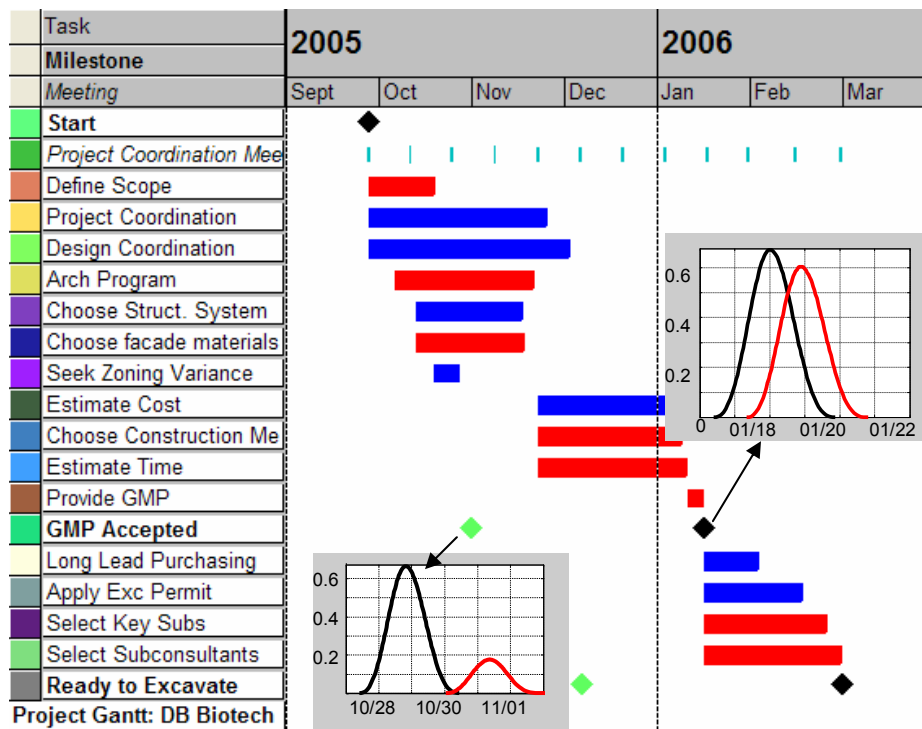 Task
2005
2006
Milestone
Meeting
Sept Oct Nov Dec Jan Feb Mar
Start
Project Coordination Mee
Define Scope
Project Coordination
Design Coordination
Arch Program
Choose Struct. System
Choose facade materials
Seek Zoning Variance
Estimate Cost
Choose Construction Me
Estimate Time
Provide GMP
GMP Accepted
Long Lead Purchasing
Apply Exc Permit
Select Key Subs
Select Subconsultants
Ready to Excavate
Project Gantt: DB Biotech
0.6
0.4
0.2
0 01/18 01/20 01/22
0.6
0.4
0.2
10/28 10/30 11/01